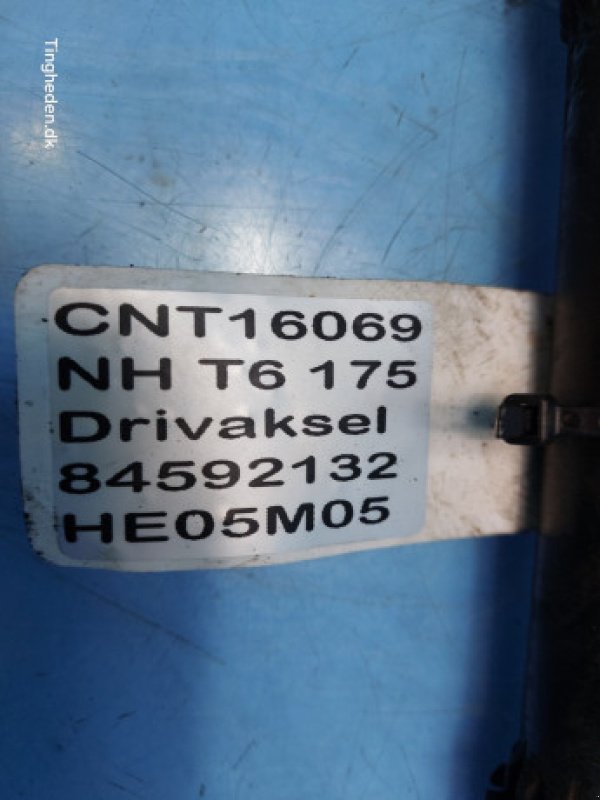 Tingheden.dk
CNT16069
NH T6 175
Drivaksel
84592132
HE05M05